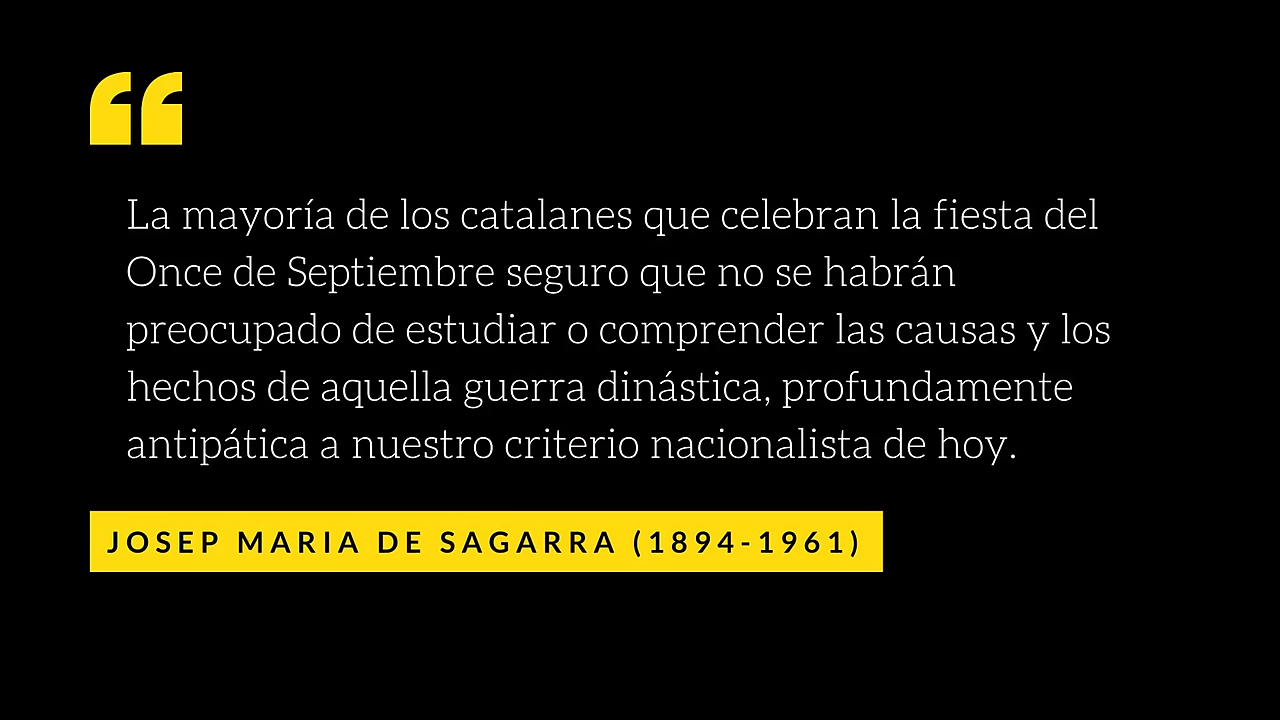 “
La mayoría de los catalanes que celebran la fiesta del
Once de Septiembre seguro que no se habrán
preocupado de estudiar o comprender las causas y los
hechos de aquella guerra dinástica, profundamente
antipática a nuestro criterio nacionalista de hoy.
JOSEP MARIA DE SAGARRA (1894-1961)